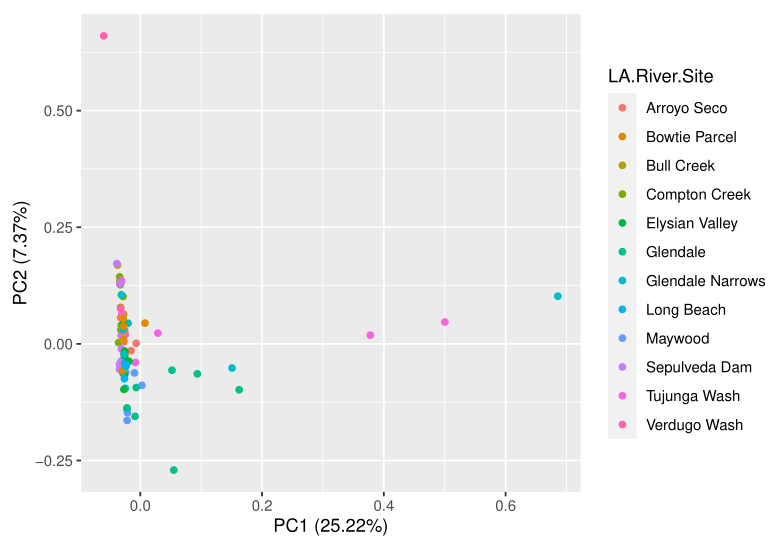 LA.River.Site
Arroyo Seco
Bowtie Parcel
Bull Creek
Compton Creek
Elysian Valley
Glendale
Glendale Narrows
Long Beach
Maywood
Sepulveda Dam
Tujunga Wash
Verdugo Wash
PC2 (7.37%)
0.50
0.25
0.00
−0.25
0.0 0.2 0.4 0.6
PC1 (25.22%)